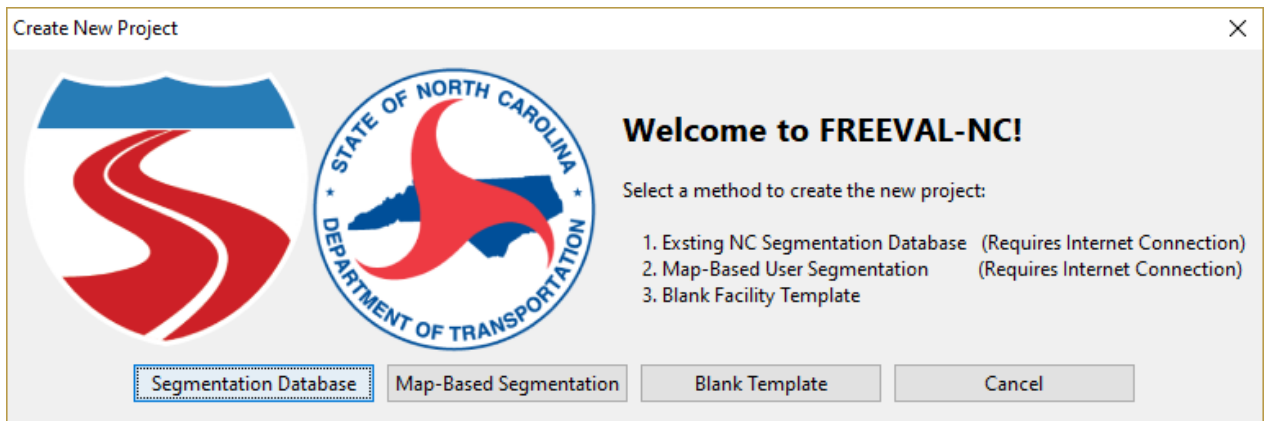 Create New Project
STATE OF NORTH CAROLINA
DEPARTMENT OF TRANSPORTATION
Welcome to FREEVAL-NC!
Select a method to create the new project:
1. Exsting NC Segmentation Database (Requires Internet Connection)
2. Map-Based User Segmentation (Requires Internet Connection)
3. Blank Facility Template
Segmentation Database Map-Based Segmentation Blank Template Cancel